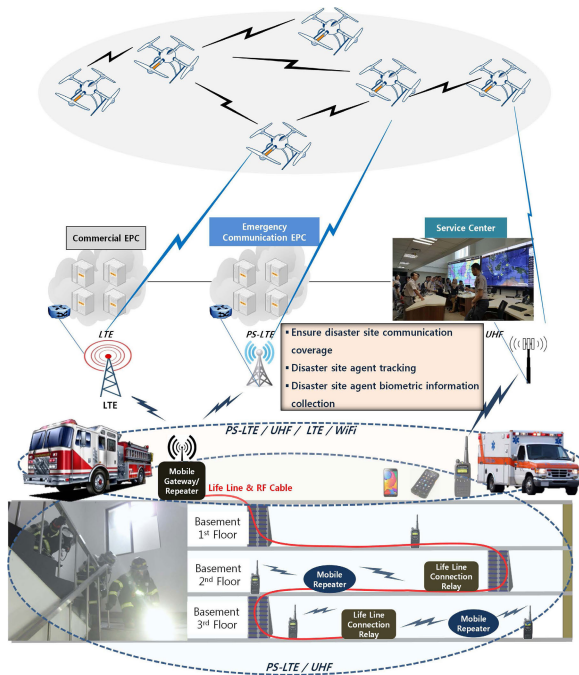 Commercial EPC
Emergency
Communication EPC
Service Center
LTE
PS-LTE
UHF
LTE
▪ Ensure disaster site communication
coverage
▪ Disaster site agent tracking
▪ Disaster site agent biometric information
collection
PS-LTE / UHF / LTE / WiFi
Mobile
Gateway/
Repeater
Life Line & RF Cable
Basement
1st Floor
Basement
2nd Floor
Mobile
Repeater
Life Line
Connection
Relay
Basement
3rd Floor
Life Line
Connection
Relay
Mobile
Repeater
PS-LTE / UHF